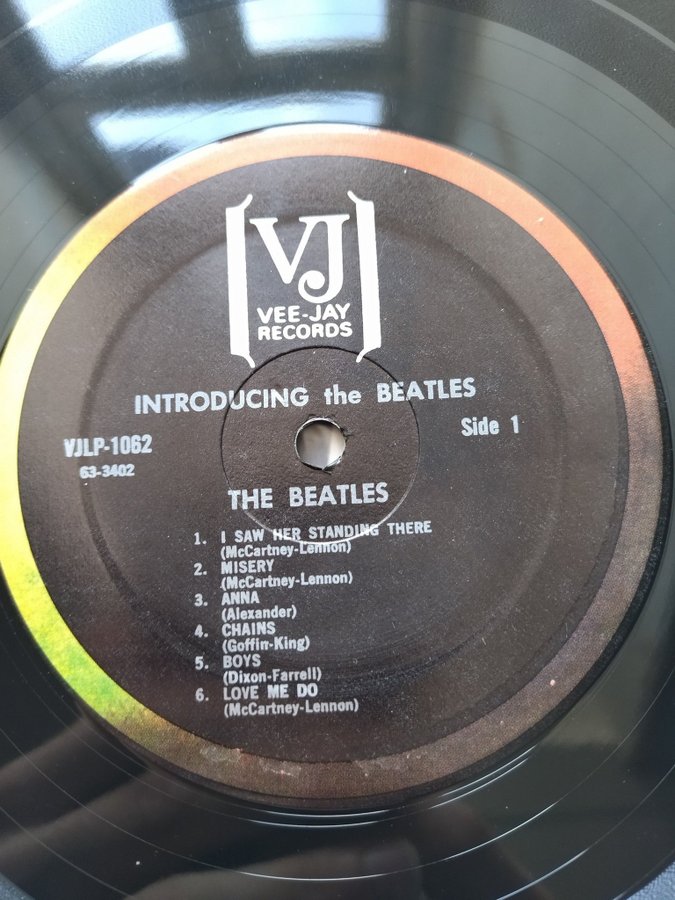 VJ
VEE-JAY
RECORDS
INTRODUCING the BEATLES
VJLP-1062
Side 1
63-3402
THE BEATLES
1. I SAW HER STANDING THERE
(McCartney-Lennon)
2. MISERY
(McCartney-Lennon)
3. ANNA
(Alexander)
4. CHAINS
(Goffin-King)
5. BOYS
(Dixon-Farrell)
6. LOVE ME DO
(McCartney-Lennon)